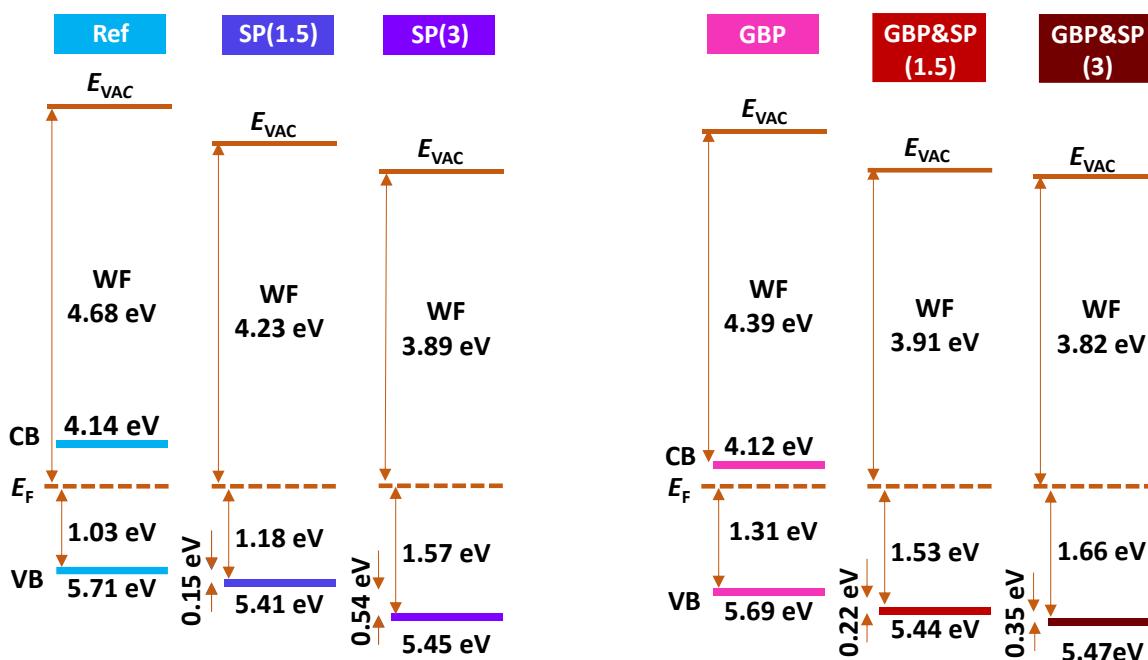 Ref
SP(1.5)
SP(3)
GBP
GBP&SP
(1.5)
GBP&SP
(3)
EVAC
EVAC
EVAC
EVAC
EVAC
EVAC
WF
4.68 eV
WF
4.23 eV
WF
3.89 eV
WF
4.39 eV
WF
3.91 eV
WF
3.82 eV
CB
4.14 eV
CB
4.12 eV
EF
EF
1.03 eV
1.18 eV
1.57 eV
1.31 eV
1.53 eV
1.66 eV
VB
5.71 eV
0.15 eV
5.41 eV
0.54 eV
5.45 eV
VB
5.69 eV
0.22 eV
5.44 eV
0.35 eV
5.47eV